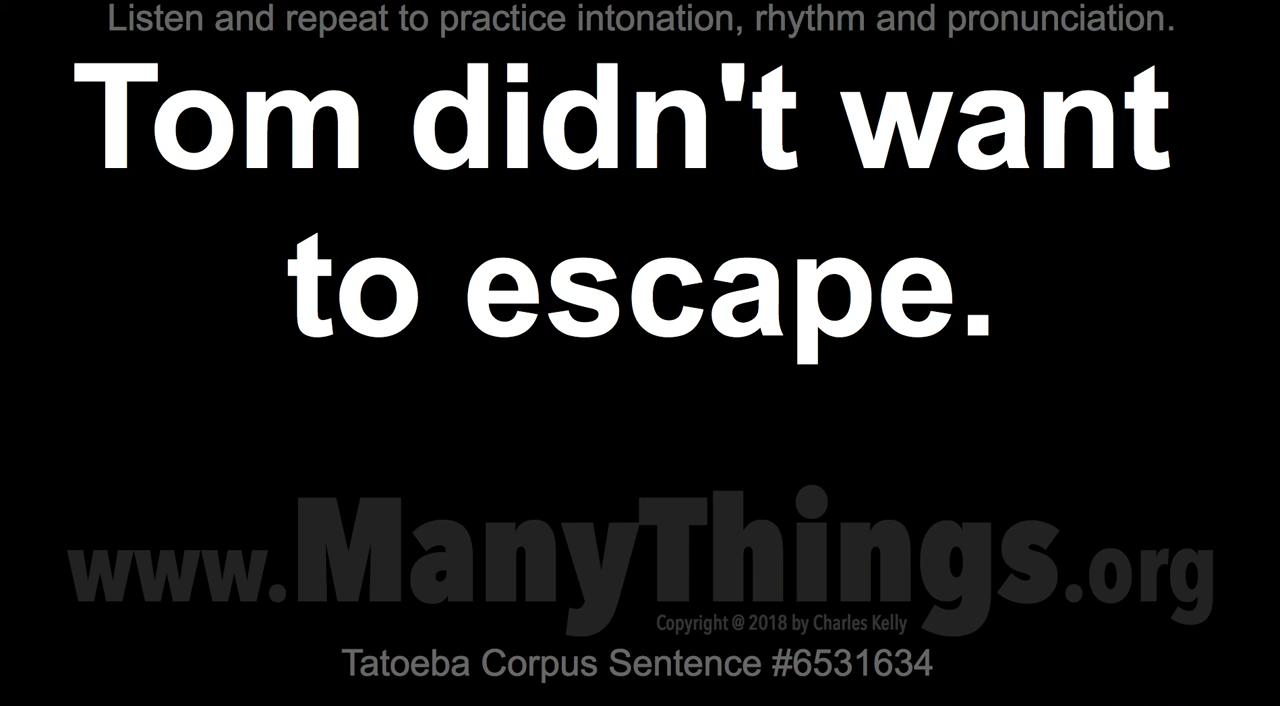 Listen and repeat to practice intonation, rhythm and pronunciation.
Tom didn't want
to escape.
www.ManyThings.org
Copyright @ 2018 by Charles Kelly
Tatoeba Corpus Sentence #6531634